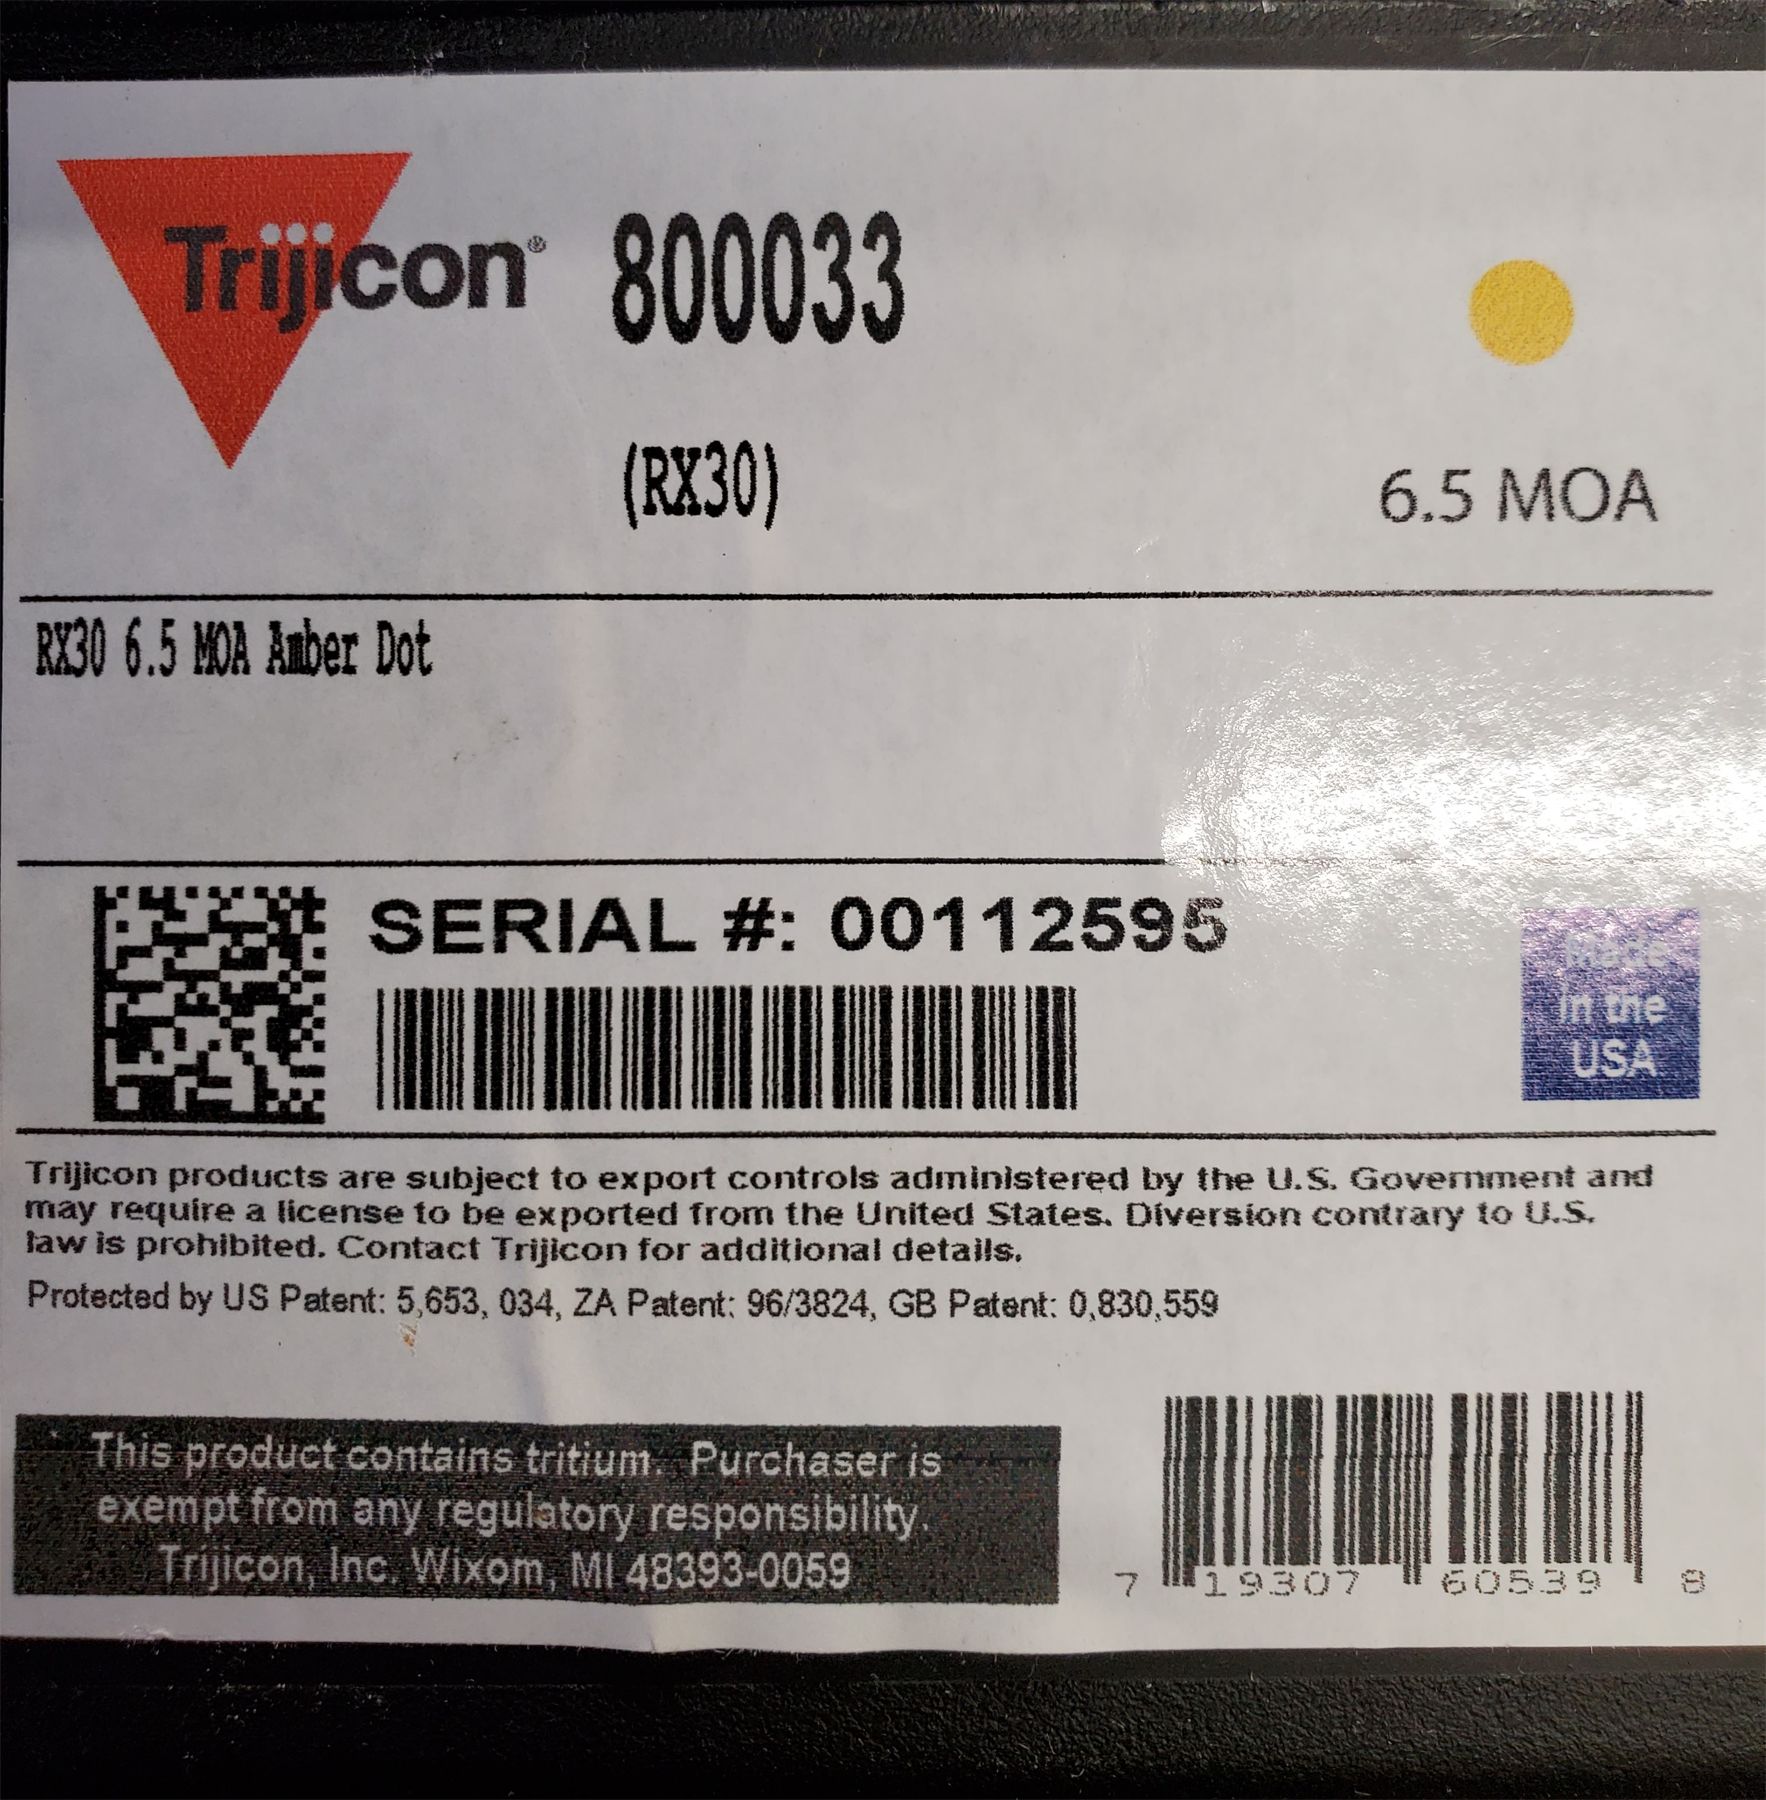 Trijicon®
800033
(RX30)
6.5 MOA
RX30 6.5 MOA Amber Dot
SERIAL #: 00112595
Made
in the
USA
Trijicon products are subject to export controls administered by the U.S. Government and
may require a license to be exported from the United States. Diversion contrary to U.S.
law is prohibited. Contact Trijicon for additional details.
Protected by US Patent: 5,653, 034, ZA Patent: 96/3824, GB Patent: 0,830,559
This product contains tritium. Purchaser is
exempt from any regulatory responsibility.
Trijicon, Inc. Wixom, MI 48393-0059
7 19307 60539 8